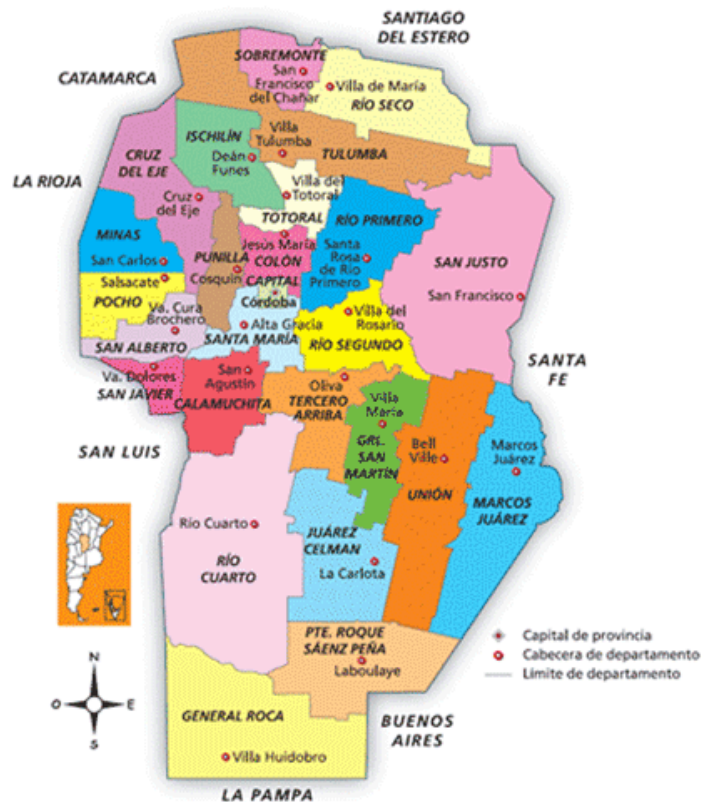 SANTIAGO
DEL ESTERO
CATAMARCA
SOBREMONTE
San
Francisco
del Chañar
Villa de María
RÍO SECO
ISCHILÍN
Villa
Tulumba
TULUMBA
CRUZ
DEL EJE
Deán
Funes
LA RIOJA
Cruz
del Eje
Villa del
Totoral
TOTORAL
RÍO PRIMERO
MINAS
San Carlos
PUNILLA
Cosquín
Jesús María
COLÓN
Santa
Rosa
de Río
Primero
SAN JUSTO
Salsacate
POCHO
CAPITAL
Córdoba
San Francisco
Va. Cura
Brochero
SAN ALBERTO
Alta Gracia
SANTA MARÍA
Villa del
Rosario
RÍO SEGUNDO
SANTA
FE
Va. Dolores
SAN JAVIER
San
Agustín
CALAMUCHITA
Oliva
TERCERO
ARRIBA
Villa
María
GRL.
SAN
MARTÍN
Bell
Ville
UNIÓN
Marcos
Juárez
MARCOS
JUÁREZ
SAN LUIS
Río Cuarto
RÍO
CUARTO
JUÁREZ
CELMAN
La Carlota
PTE. ROQUE
SÁENZ PEÑA
Laboulaye
Capital de provincia
Cabecera de departamento
Límite de departamento
N
O
E
S
GENERAL ROCA
Villa Huidobro
BUENOS
AIRES
LA PAMPA